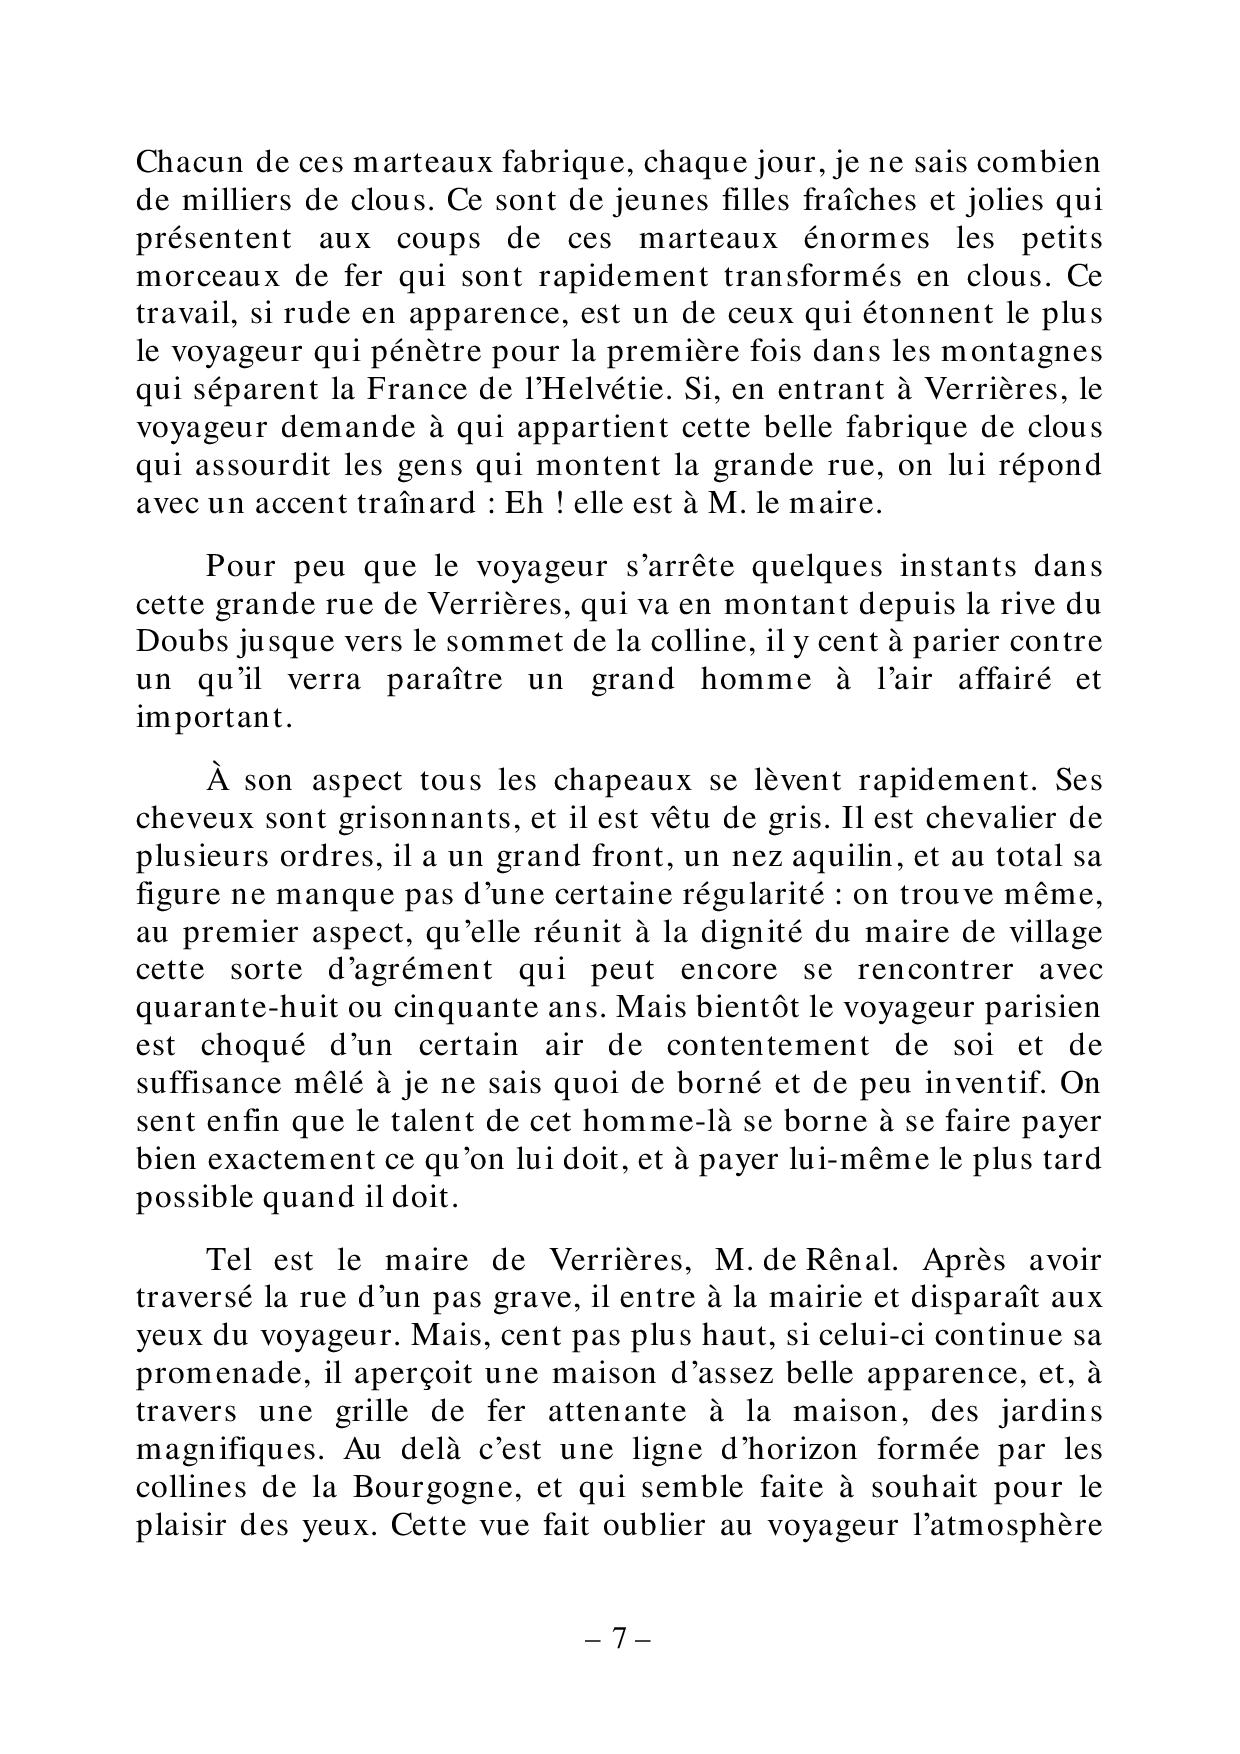 Chacun de ces marteaux fabrique, chaque jour, je ne sais combien
de milliers de clous. Ce sont de jeunes filles fraîches et jolies qui
présentent aux coups de ces marteaux énormes les petits
morceaux de fer qui sont rapidement transformés en clous. Ce
travail, si rude en apparence, est un de ceux qui étonnent le plus
le voyageur qui pénètre pour la première fois dans les montagnes
qui séparent la France de l’Helvétie. Si, en entrant à Verrières, le
voyageur demande à qui appartient cette belle fabrique de clous
qui assourdit les gens qui montent la grande rue, on lui répond
avec un accent traînard : Eh ! elle est à M. le maire.
Pour peu que le voyageur s’arrête quelques instants dans
cette grande rue de Verrières, qui va en montant depuis la rive du
Doubs jusque vers le sommet de la colline, il y cent à parier contre
un qu’il verra paraître un grand homme à l’air affairé et
important.
À son aspect tous les chapeaux se lèvent rapidement. Ses
cheveux sont grisonnants, et il est vêtu de gris. Il est chevalier de
plusieurs ordres, il a un grand front, un nez aquilin, et au total sa
figure ne manque pas d’une certaine régularité : on trouve même,
au premier aspect, qu’elle réunit à la dignité du maire de village
cette sorte d’agrément qui peut encore se rencontrer avec
quarante-huit ou cinquante ans. Mais bientôt le voyageur parisien
est choqué d’un certain air de contentement de soi et de
suffisance mêlé à je ne sais quoi de borné et de peu inventif. On
sent enfin que le talent de cet homme-là se borne à se faire payer
bien exactement ce qu’on lui doit, et à payer lui-même le plus tard
possible quand il doit.
Tel est le maire de Verrières, M. de Rênal. Après avoir
traversé la rue d’un pas grave, il entre à la mairie et disparaît aux
yeux du voyageur. Mais, cent pas plus haut, si celui-ci continue sa
promenade, il aperçoit une maison d’assez belle apparence, et, à
travers une grille de fer attenante à la maison, des jardins
magnifiques. Au delà c’est une ligne d’horizon formée par les
collines de la Bourgogne, et qui semble faite à souhait pour le
plaisir des yeux. Cette vue fait oublier au voyageur l’atmosphère
– 7 –